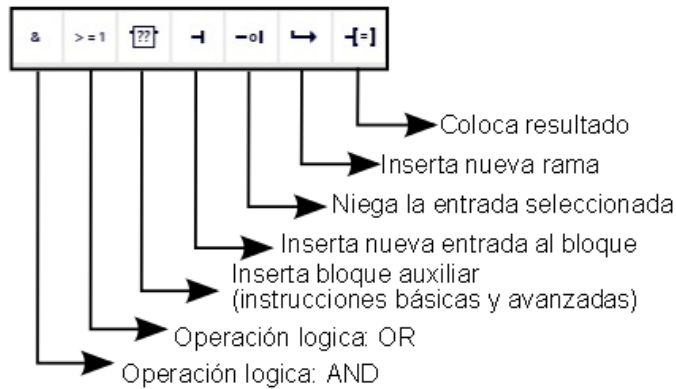 & >=1 ?? [=]
Coloca resultado
Inserta nueva rama
Niega la entrada seleccionada
Inserta nueva entrada al bloque
Inserta bloque auxiliar
(instrucciones básicas y avanzadas)
Operación logica: OR
Operación logica: AND